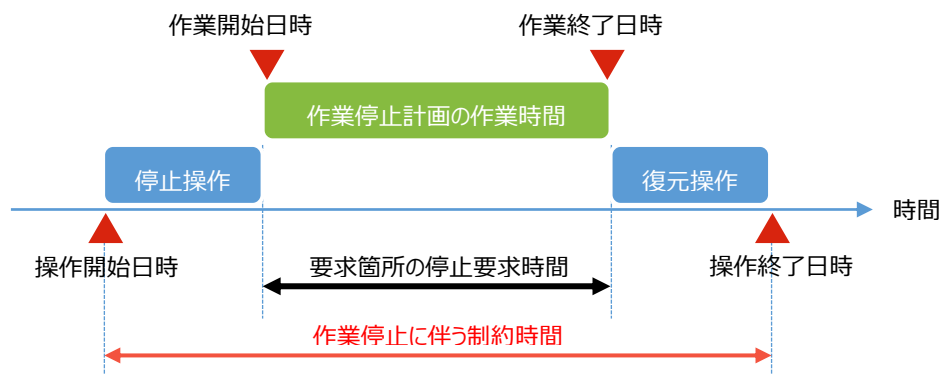 作業開始日時
作業終了日時
作業停止計画の作業時間
停止操作
復元操作
時間
操作開始日時
要求箇所の停止要求時間
操作終了日時
作業停止に伴う制約時間